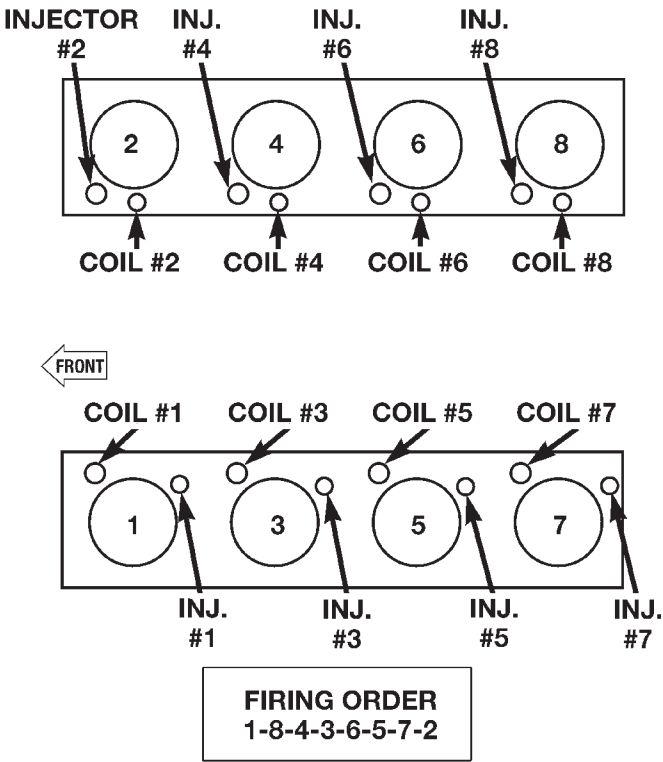 INJECTOR INJ. INJ. INJ.
#2 #4 #6 #8
2 4 6 8
COIL #2 COIL #4 COIL #6 COIL #8
FRONT
COIL #1 COIL #3 COIL #5 COIL #7
1 3 5 7
INJ. INJ. INJ. INJ.
#1 #3 #5 #7
FIRING ORDER
1-8-4-3-6-5-7-2